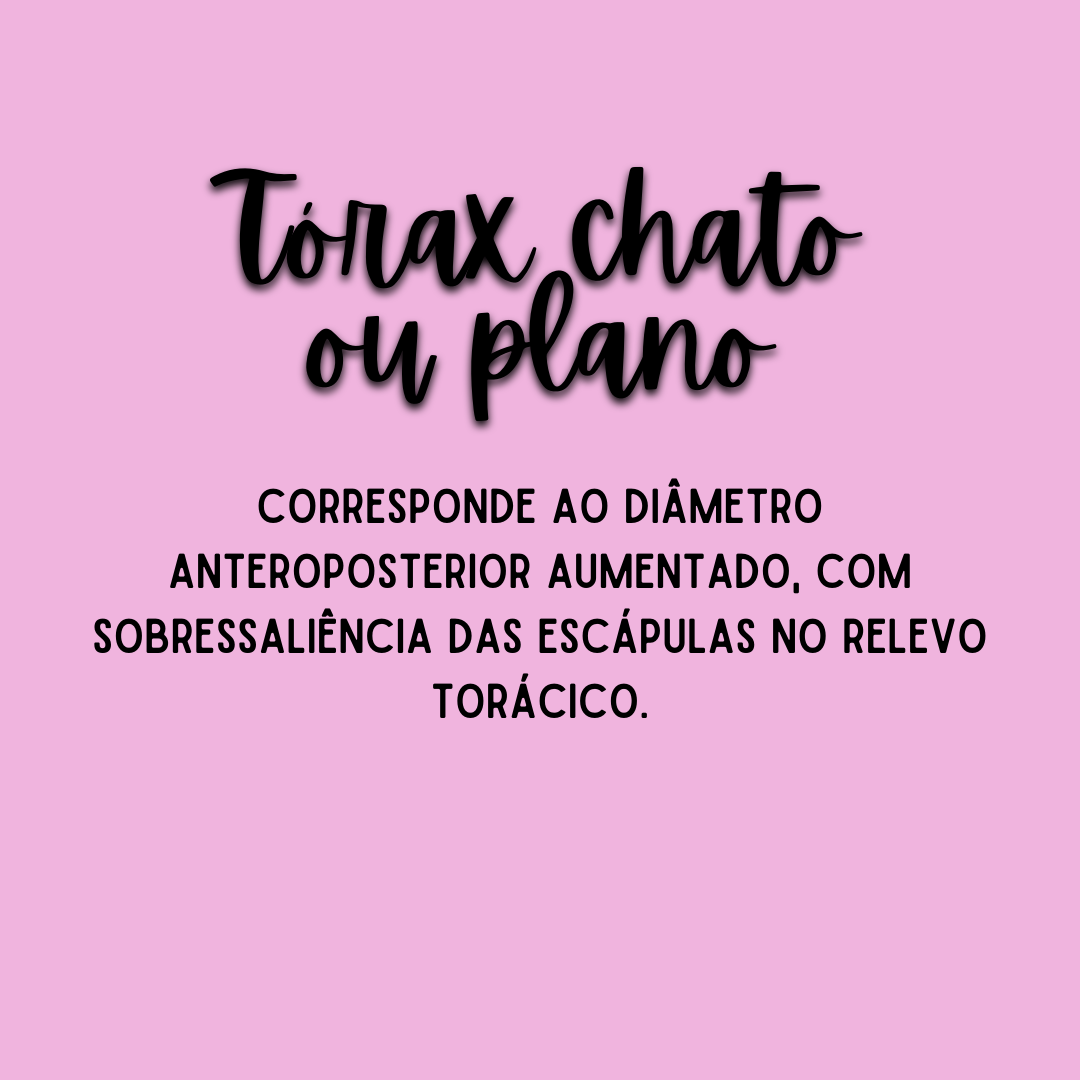 Tórax chato
ou plano
CORRESPONDE AO DIÂMETRO
ANTEROPOSTERIOR AUMENTADO, COM
SOBRESSALIÊNCIA DAS ESCÁPULAS NO RELEVO
TORÁCICO.